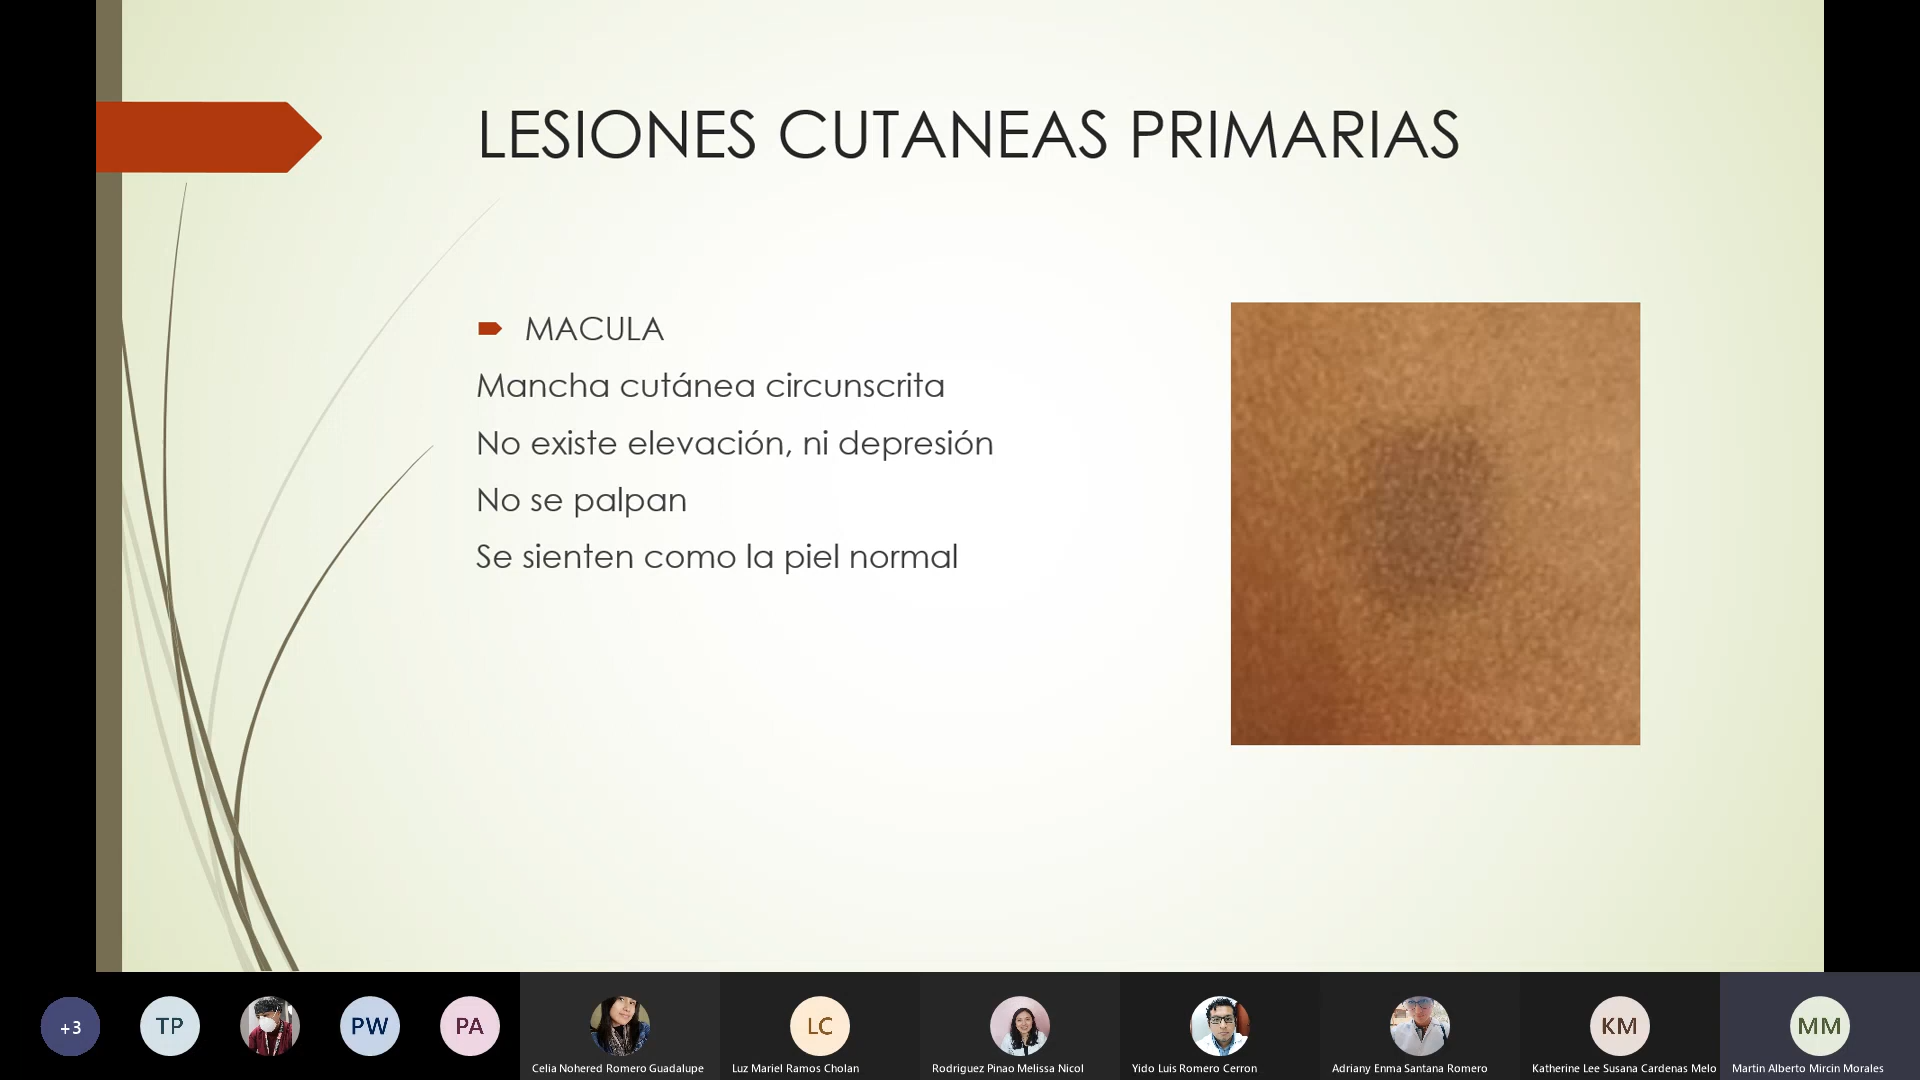 LESIONES CUTANEAS PRIMARIAS
MACULA
Mancha cutánea circunscrita
No existe elevación, ni depresión
No se palpan
Se sienten como la piel normal
+3
TP
PW
PA
Celia Nohered Romero Guadalupe
LC
Luz Mariel Ramos Cholan
Rodriguez Pinao Melissa Nicol
Yido Luis Romero Cerron
Adriany Enma Santana Romero
KM
Katherine Lee Susana Cardenas Melo
MM
Martin Alberto Mircin Morales